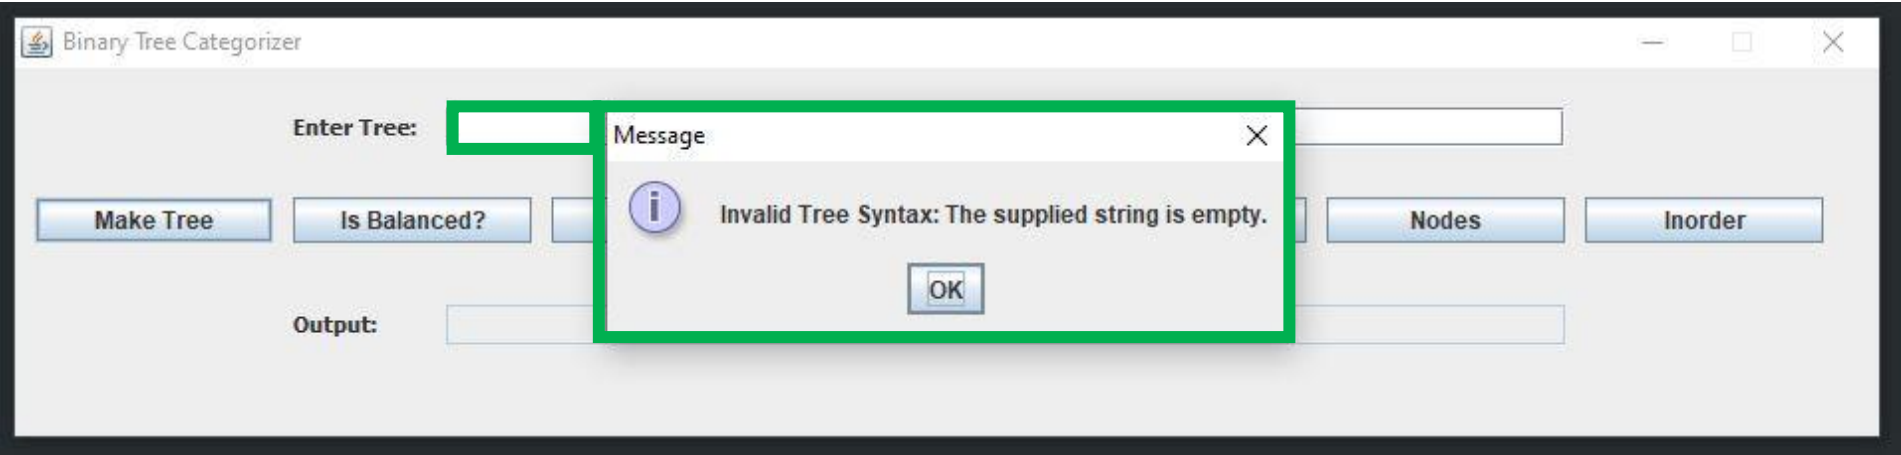 Binary Tree Categorizer
Enter Tree:
Message
Invalid Tree Syntax: The supplied string is empty.
OK
Make Tree
Is Balanced?
Nodes
Inorder
Output: